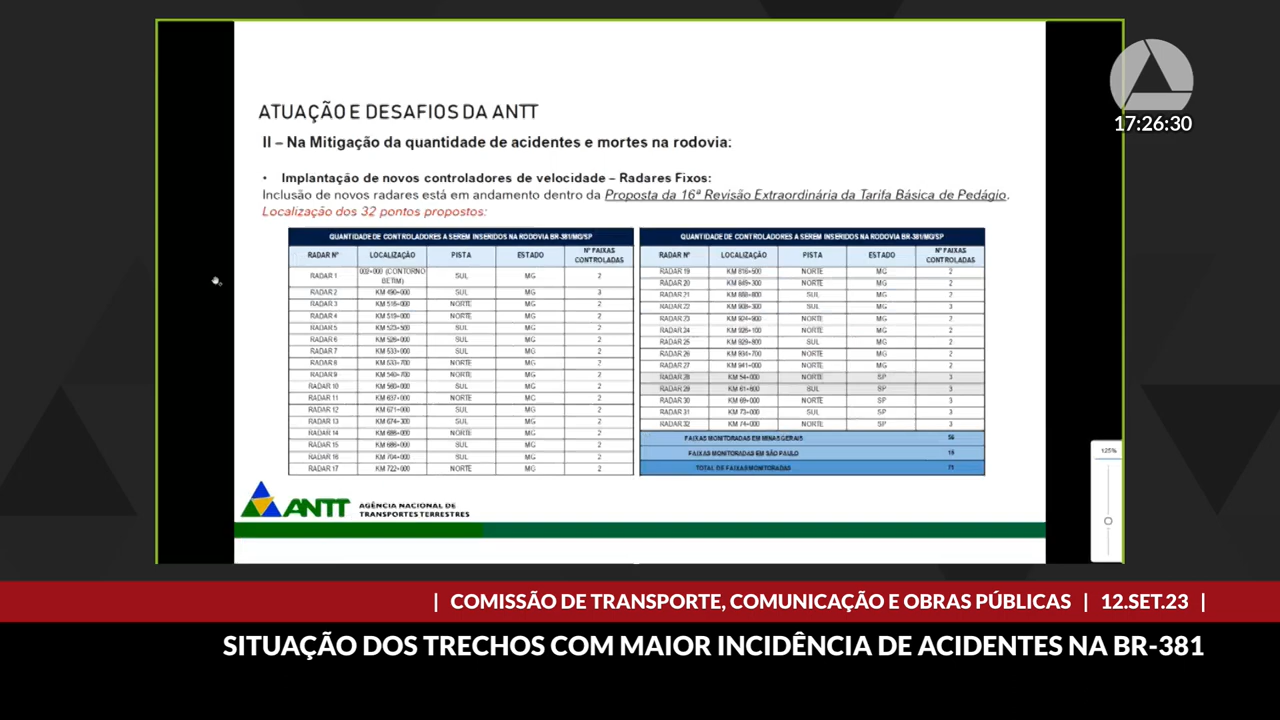 17:26:30
ATUAÇÃO E DESAFIOS DA ANTT
II – Na Mitigação da quantidade de acidentes e mortes na rodovia:
• Implantação de novos controladores de velocidade – Radares Fixos:
Inclusão de novos radares está em andamento dentro da Proposta da 16ª Revisão Extraordinária da Tarifa Básica de Pedágio.
Localização dos 32 pontos propostos:
QUANTIDADE DE CONTROLADORES A SEREM INSERIDOS NA RODOVIA BR-381/MG/SP
RADAR Nº LOCALIZAÇÃO PISTA ESTADO Nº FAIXAS CONTROLADAS
RADAR 1 002+000 (CONTORNO BETIM) SUL MG 2
RADAR 2 KM 490+000 SUL MG 3
RADAR 3 KM 516+000 NORTE MG 2
RADAR 4 KM 519+000 NORTE MG 2
RADAR 5 SUL MG 2
RADAR 6 KM 526+000 SUL MG 2
RADAR 7 KM 533+000 SUL MG 2
RADAR 8 KM 533+700 NORTE MG 2
RADAR 9 KM 540+700 NORTE MG 2
RADAR 10 KM 560+000 SUL MG 2
RADAR 11 KM 637+000 NORTE MG 2
RADAR 12 KM 671+000 SUL MG 2
RADAR 13 KM 674+300 SUL MG 2
RADAR 14 KM 686+000 NORTE MG 2
RADAR 15 KM 686+000 SUL MG 2
RADAR 16 KM 704+000 SUL MG 2
RADAR 17 KM 722+000 NORTE MG 2
QUANTIDADE DE CONTROLADORES A SEREM INSERIDOS NA RODOVIA BR-381/MG/SP
RADAR Nº LOCALIZAÇÃO PISTA ESTADO Nº FAIXAS CONTROLADAS
RADAR 19 KM 818+500 NORTE MG 2
RADAR 20 KM 849+300 NORTE MG 2
RADAR 21 SUL MG 2
RADAR 22 KM 908+300 SUL MG 3
RADAR 23 KM 924+900 NORTE MG 2
RADAR 24 KM 926+100 NORTE MG 2
RADAR 25 KM 929+800 SUL MG 2
RADAR 26 KM 934+700 NORTE MG 2
RADAR 27 KM 941+000 NORTE MG 2
RADAR 28 KM 54+000 NORTE SP 3
RADAR 29 KM 61+600 SUL SP 3
RADAR 30 KM 69+000 NORTE SP 3
RADAR 31 KM 73+000 SUL SP 3
RADAR 32 KM 74+000 NORTE SP 3
FAIXAS MONITORADAS EM MINAS GERAIS 56
FAIXAS MONITORADAS EM SÃO PAULO 15
TOTAL DE FAIXAS MONITORADAS 71
125%
ANTT AGÊNCIA NACIONAL DE
TRANSPORTES TERRESTRES
| COMISSÃO DE TRANSPORTE, COMUNICAÇÃO E OBRAS PÚBLICAS | 12.SET.23 |
SITUAÇÃO DOS TRECHOS COM MAIOR INCIDÊNCIA DE ACIDENTES NA BR-381